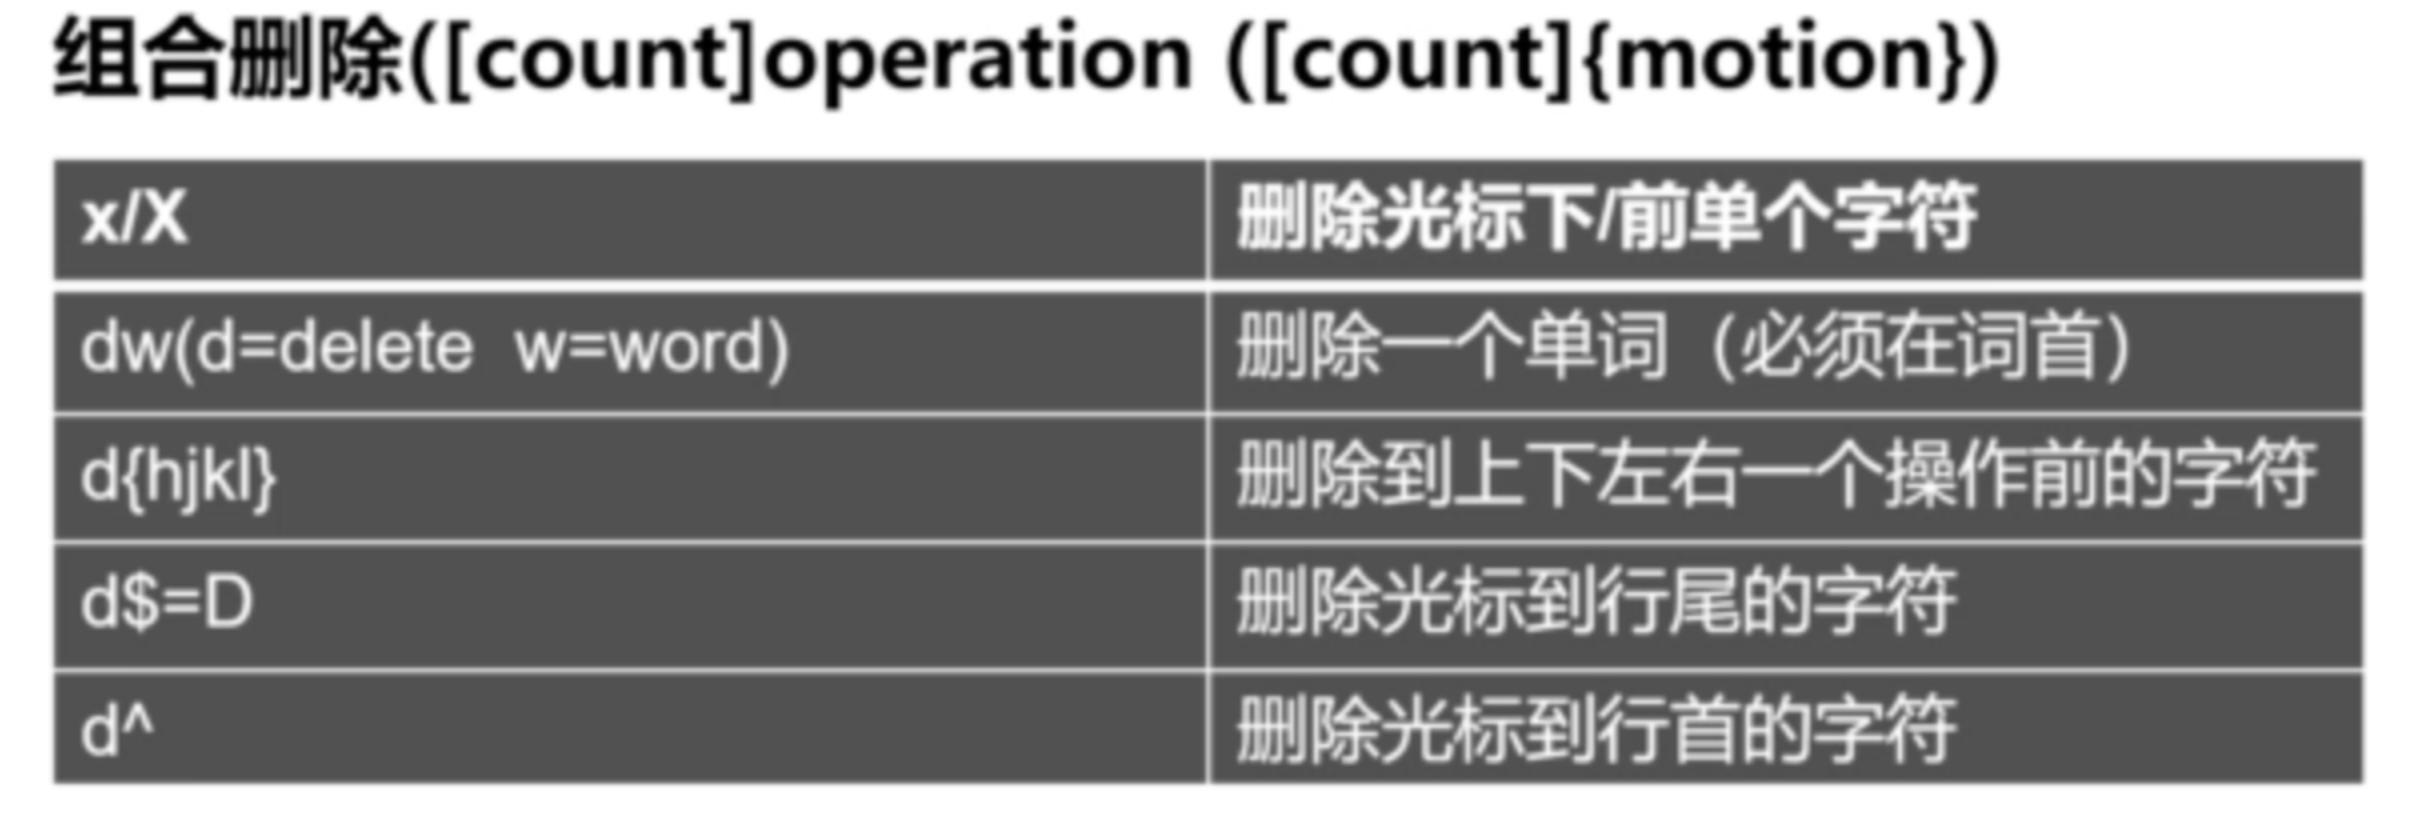 组合删除([count]operation ([count]{motion})
x/X 删除光标下/前单个字符
dw(d=delete w=word) 删除一个单词（必须在词首）
d{hjkl} 删除到上下左右一个操作前的字符
d$=D 删除光标到行尾的字符
d^ 删除光标到行首的字符